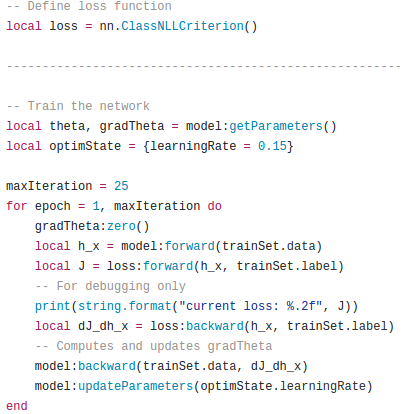 -- Define loss function
local loss = nn.ClassNLLCriterion()
-------------------------------------------------------
-- Train the network
local theta, gradTheta = model:getParameters()
local optimState = {learningRate = 0.15}
maxIteration = 25
for epoch = 1, maxIteration do
    gradTheta:zero()
    local h_x = model:forward(trainSet.data)
    local J = loss:forward(h_x, trainSet.label)
    -- For debugging only
    print(string.format("current loss: %.2f", J))
    local dJ_dh_x = loss:backward(h_x, trainSet.label)
    -- Computes and updates gradTheta
    model:backward(trainSet.data, dJ_dh_x)
    model:updateParameters(optimState.learningRate)
end